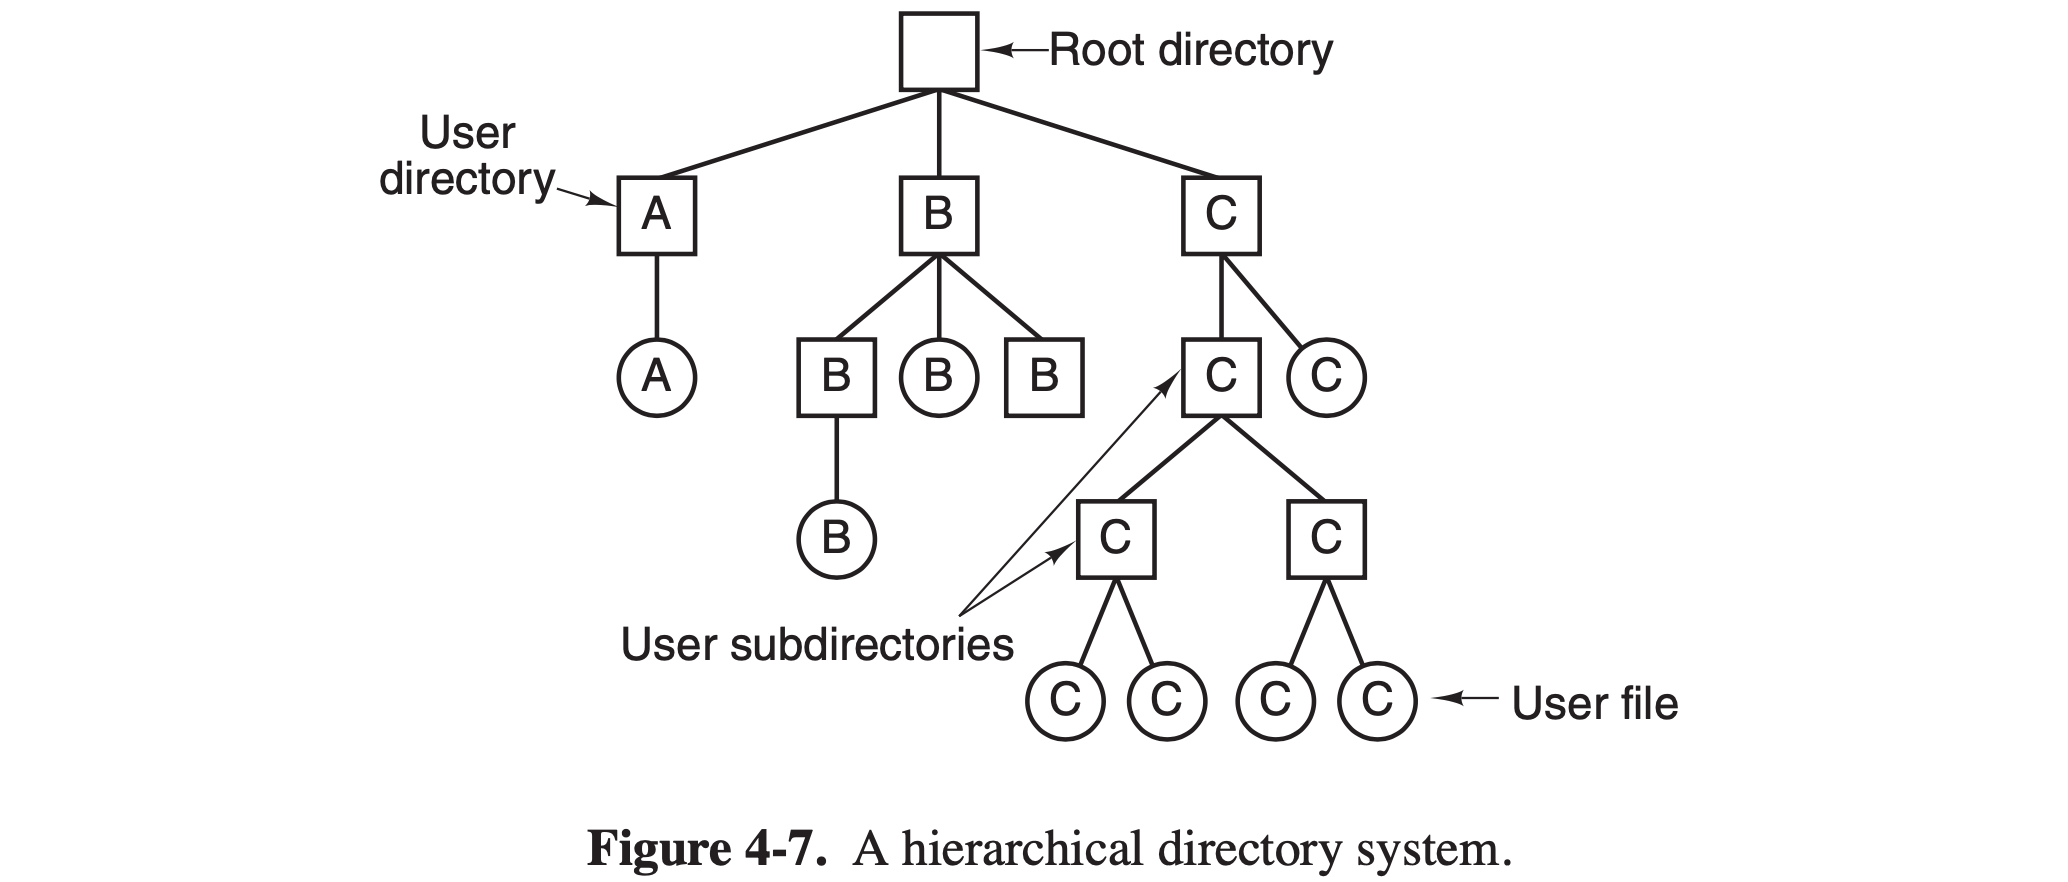 Root directory
User
directory
A B C
A B B B C C
B C C
User subdirectories
C C C C
User file
Figure 4-7. A hierarchical directory system.